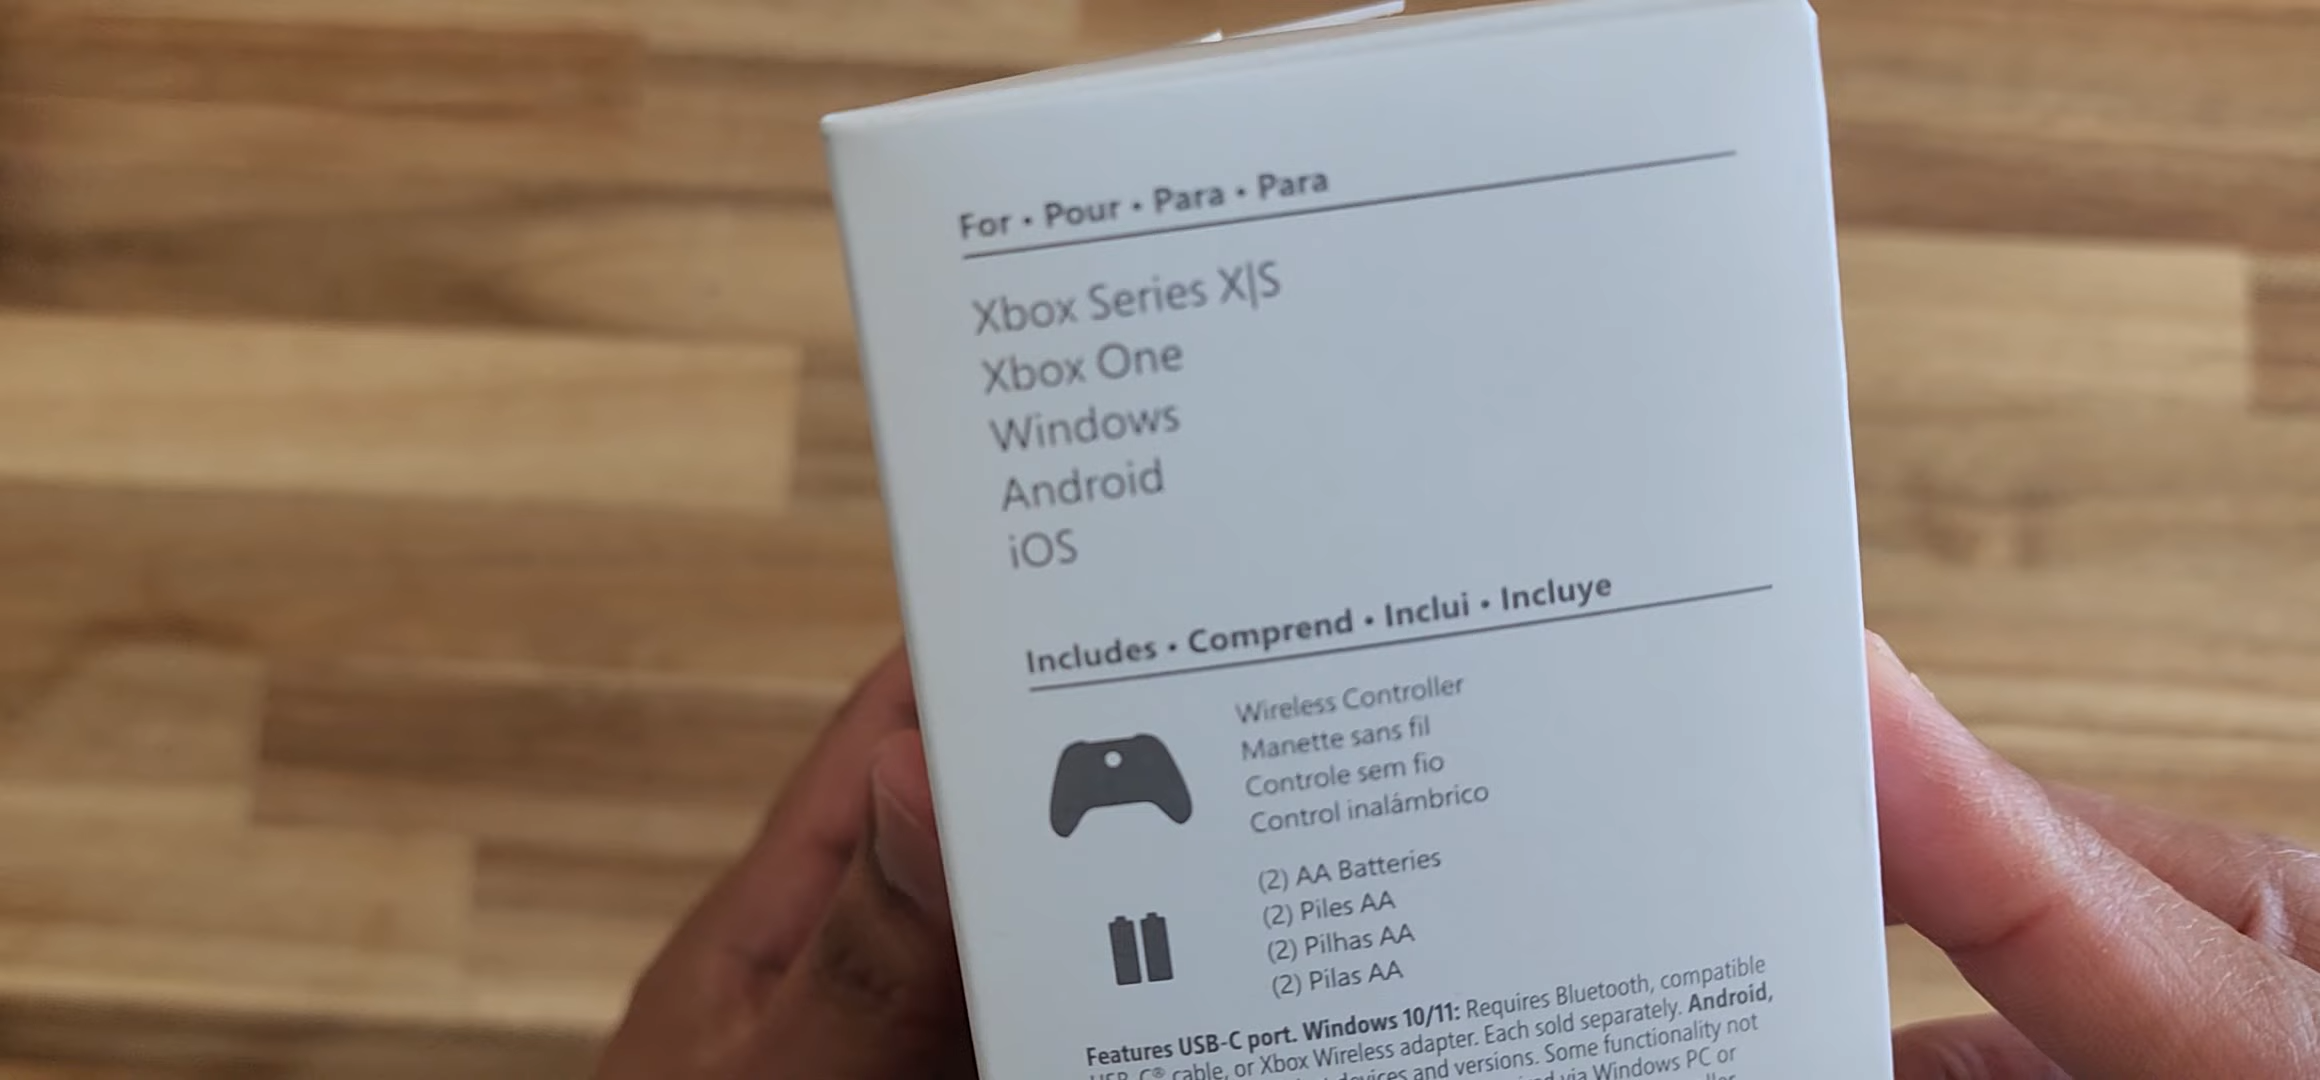 For • Pour • Para • Para
Xbox Series X|S
Xbox One
Windows
Android
iOS
Includes • Comprend • Inclui • Incluye
Wireless Controller
Manette sans fil
Controle sem fio
Control inalámbrico
(2) AA Batteries
(2) Piles AA
(2) Pilhas AA
(2) Pilas AA
Features USB-C port. Windows 10/11: Requires Bluetooth, compatible
USB-C® cable, or Xbox Wireless adapter. Each sold separately. Android,
devices and versions. Some functionality not
via Windows PC or